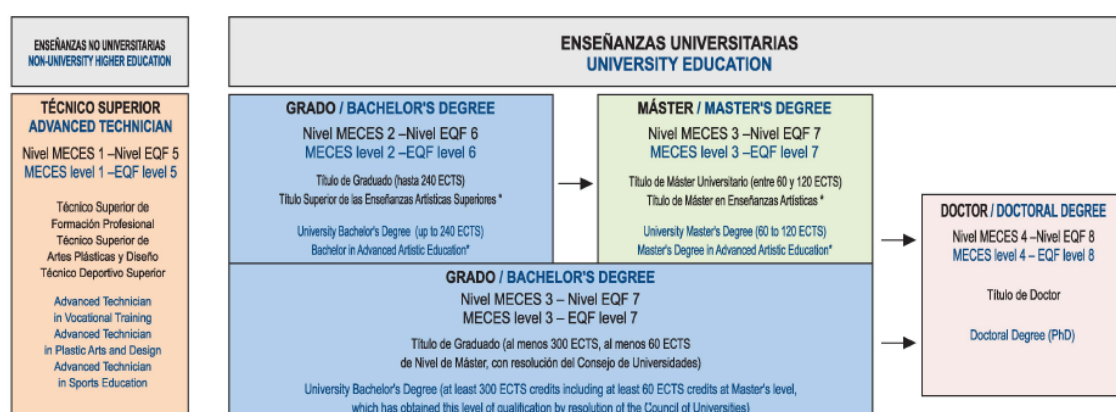 ENSEÑANZAS NO UNIVERSITARIAS
NON-UNIVERSITY HIGHER EDUCATION
ENSEÑANZAS UNIVERSITARIAS
UNIVERSITY EDUCATION
TÉCNICO SUPERIOR
ADVANCED TECHNICIAN
Nivel MECES 1 –Nivel EQF 5
MECES level 1 –EQF level 5
Técnico Superior de
Formación Profesional
Técnico Superior de
Artes Plásticas y Diseño
Técnico Deportivo Superior
Advanced Technician
in Vocational Training
Advanced Technician
in Plastic Arts and Design
Advanced Technician
in Sports Education
GRADO / BACHELOR'S DEGREE
Nivel MECES 2 –Nivel EQF 6
MECES level 2 –EQF level 6
Título de Graduado (hasta 240 ECTS)
Título Superior de las Enseñanzas Artísticas Superiores *
University Bachelor's Degree (up to 240 ECTS)
Bachelor in Advanced Artistic Education*
MÁSTER / MASTER'S DEGREE
Nivel MECES 3 –Nivel EQF 7
MECES level 3 –EQF level 7
Título de Máster Universitario (entre 60 y 120 ECTS)
Título de Máster en Enseñanzas Artísticas *
University Master's Degree (60 to 120 ECTS)
Master's Degree in Advanced Artistic Education*
GRADO / BACHELOR'S DEGREE
Nivel MECES 3 – Nivel EQF 7
MECES level 3 – EQF level 7
Título de Graduado (al menos 300 ECTS, al menos 60 ECTS
de Nivel de Máster, con resolución del Consejo de Universidades)
University Bachelor's Degree (at least 300 ECTS credits including at least 60 ECTS credits at Master's level,
which has obtained this level of qualification by resolution of the Council of Universities)
DOCTOR / DOCTORAL DEGREE
Nivel MECES 4 –Nivel EQF 8
MECES level 4 – EQF level 8
Título de Doctor
Doctoral Degree (PhD)